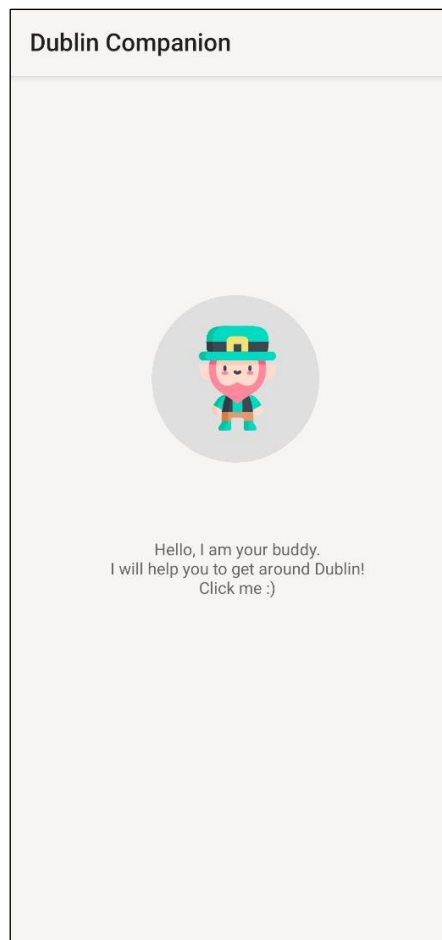 Dublin Companion
Hello, I am your buddy.
I will help you to get around Dublin!
Click me :)